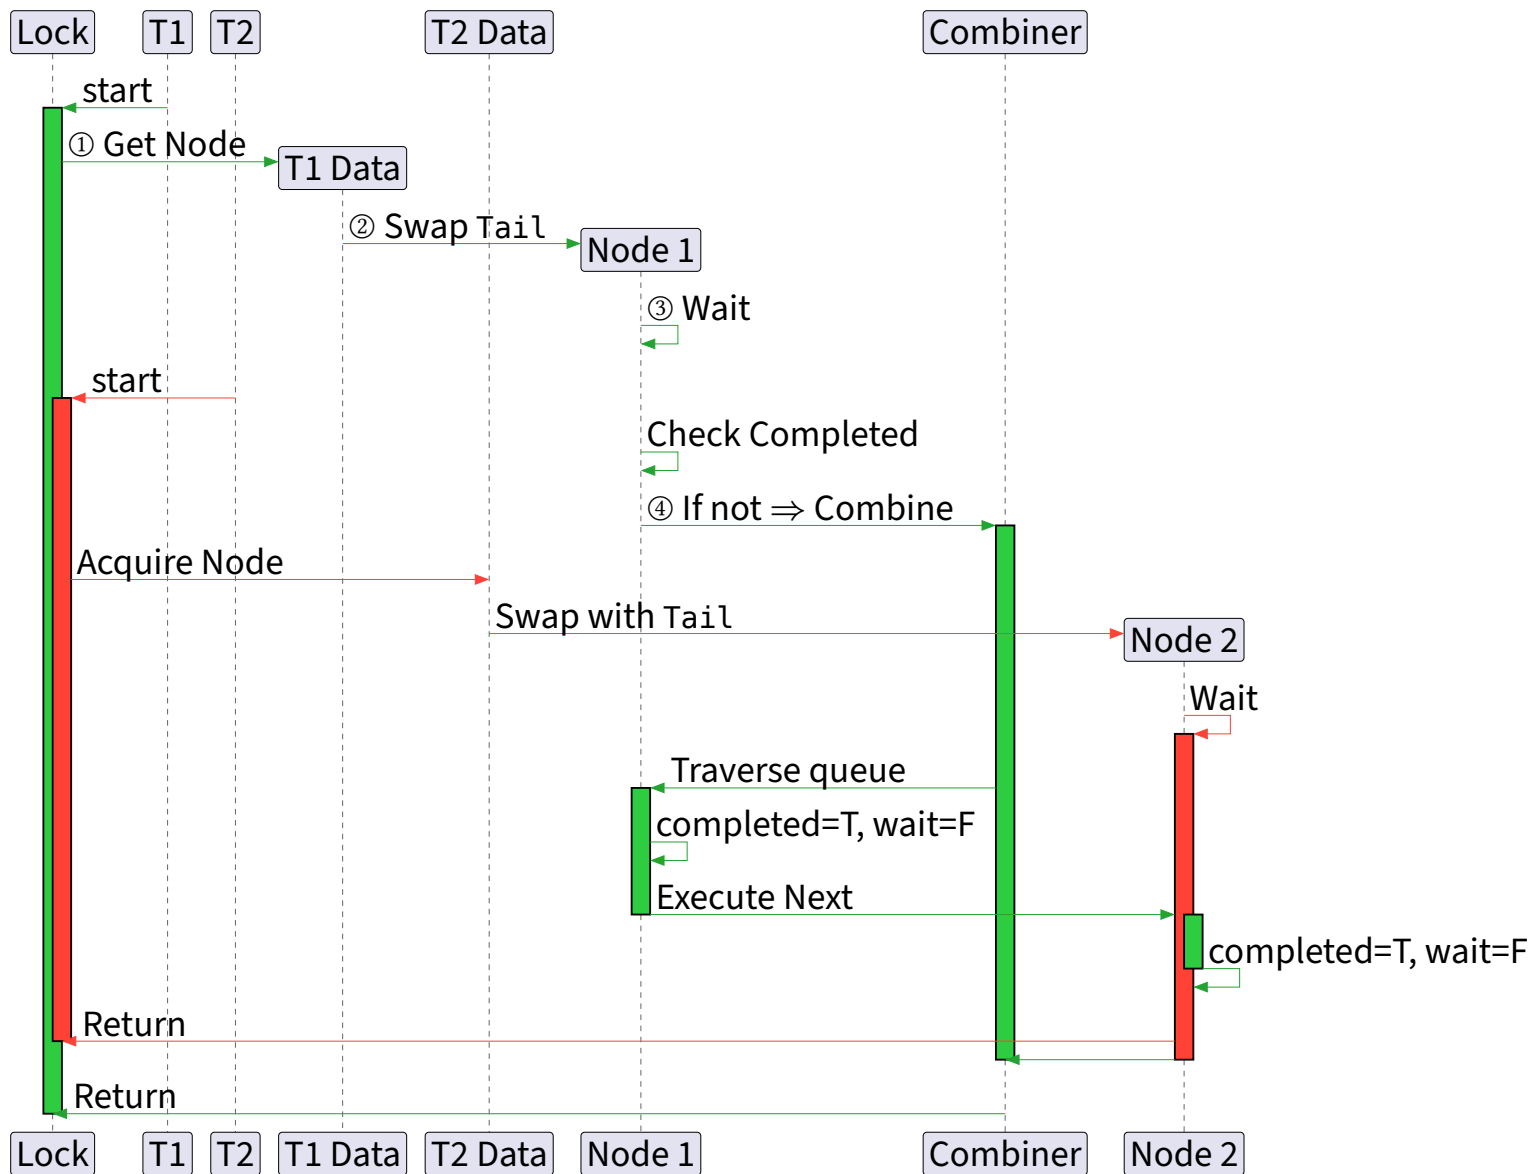 Lock T1 T2 T2 Data Combiner
start
① Get Node
T1 Data
② Swap Tail
Node 1
③ Wait
start
Check Completed
④ If not ⇒ Combine
Acquire Node
Swap with Tail
Node 2
Wait
Traverse queue
completed=T, wait=F
Execute Next
completed=T, wait=F
Return
Return
Lock T1 T2 T1 Data T2 Data Node 1 Combiner Node 2